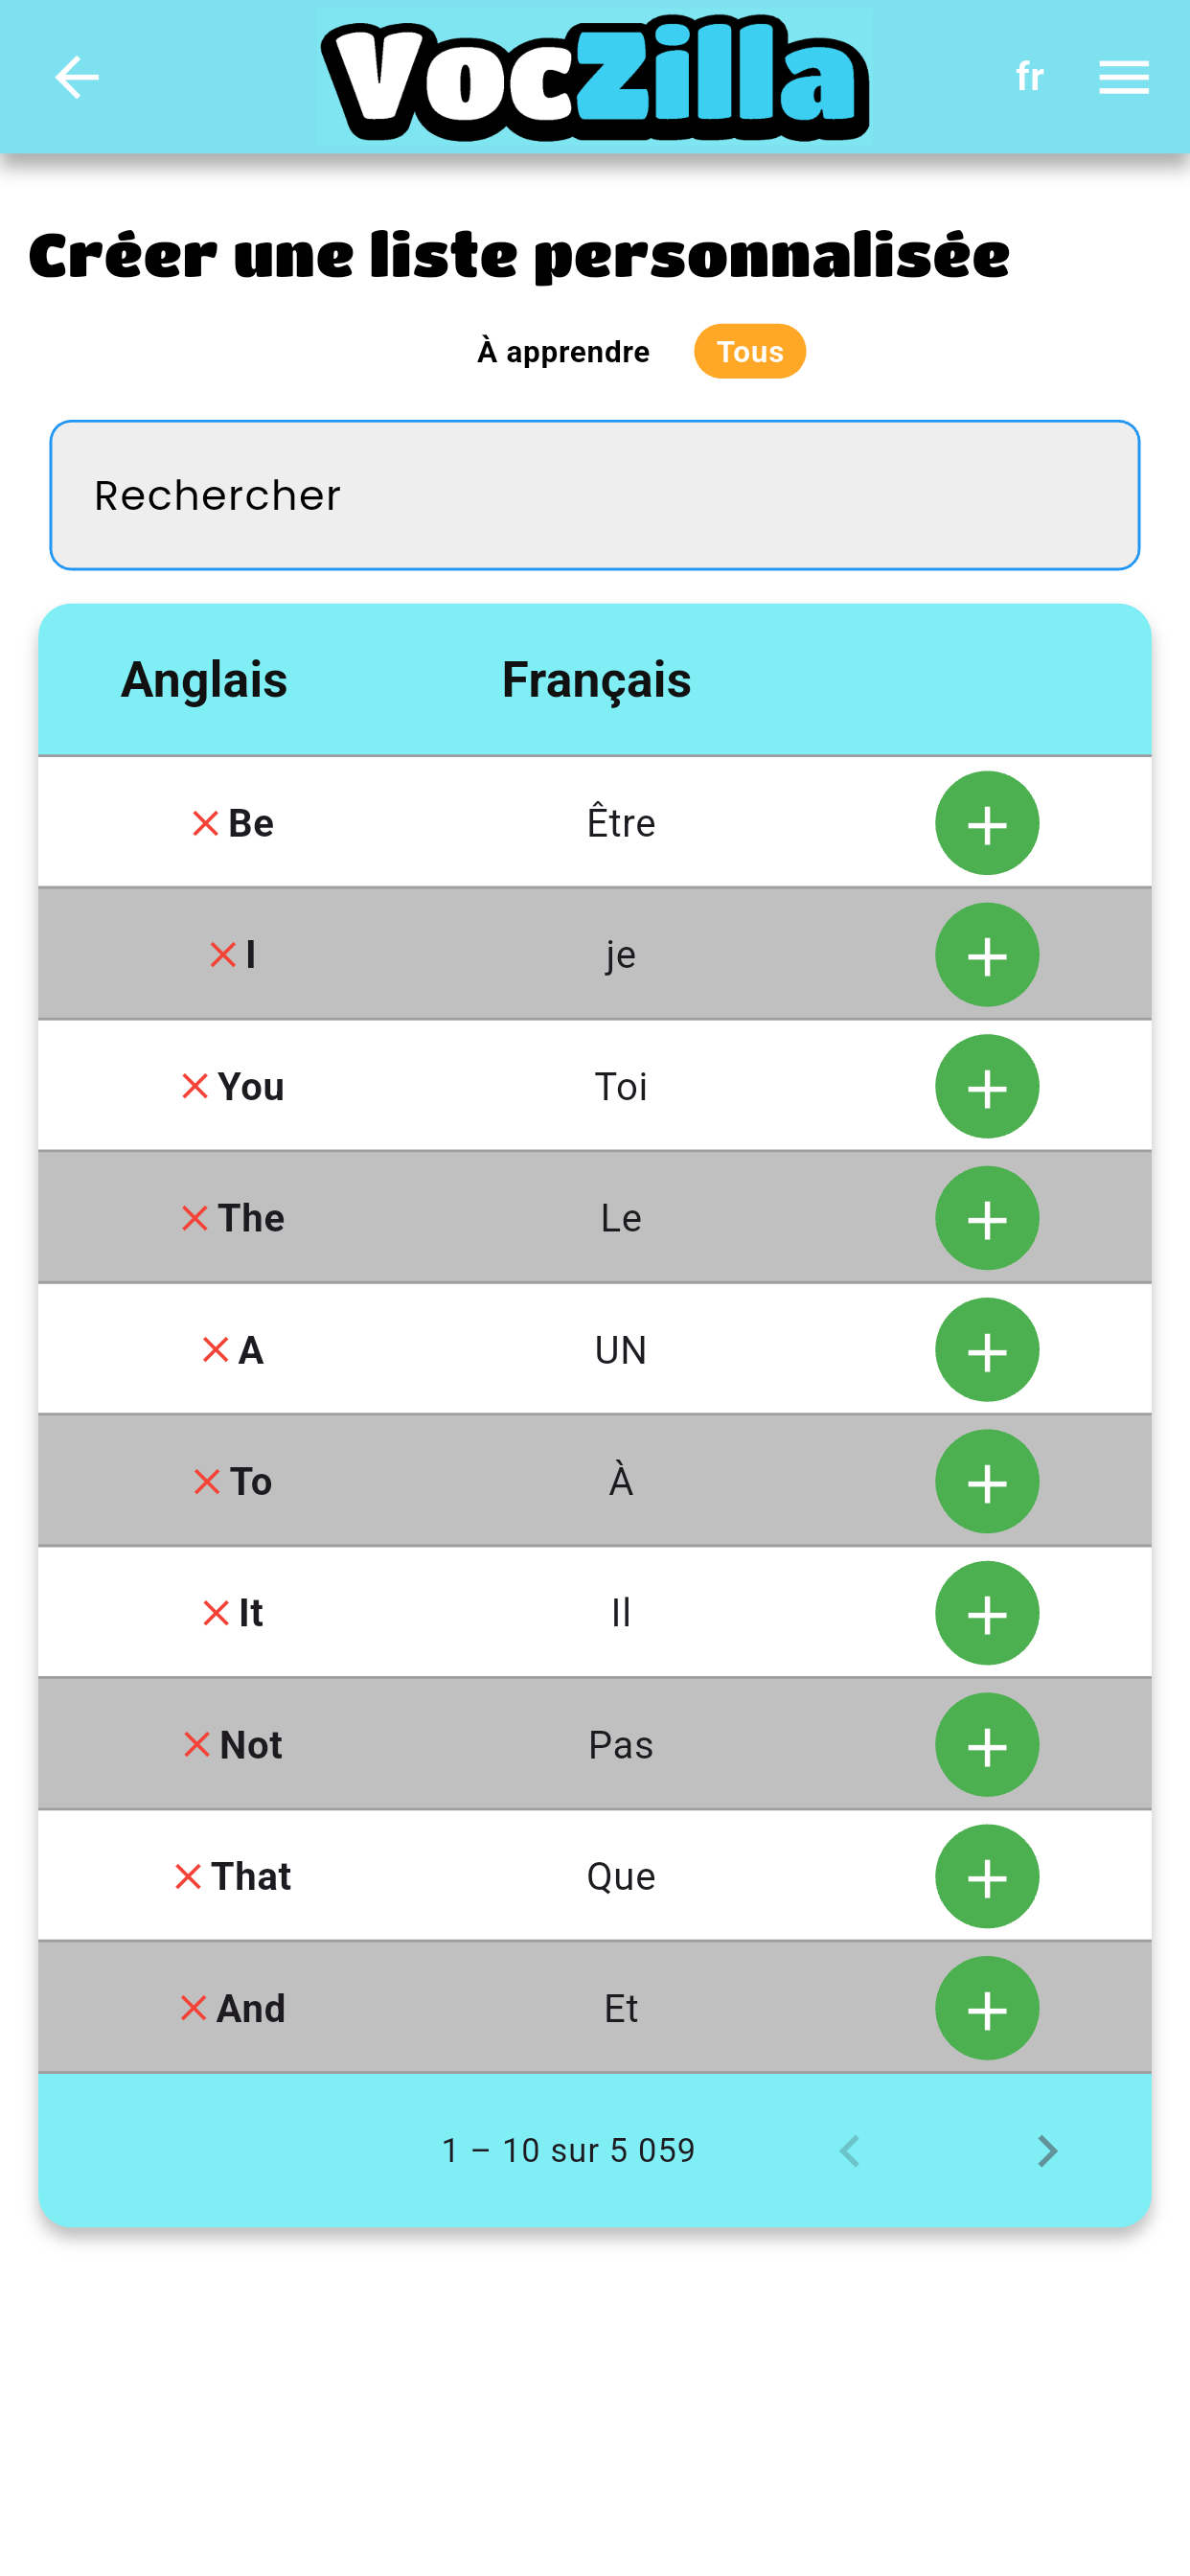 VocZilla
fr
Créer une liste personnalisée
À apprendre Tous
Rechercher
Anglais Français
Be Être
I je
You Toi
The Le
A UN
To À
It Il
Not Pas
That Que
And Et
1 – 10 sur 5 059